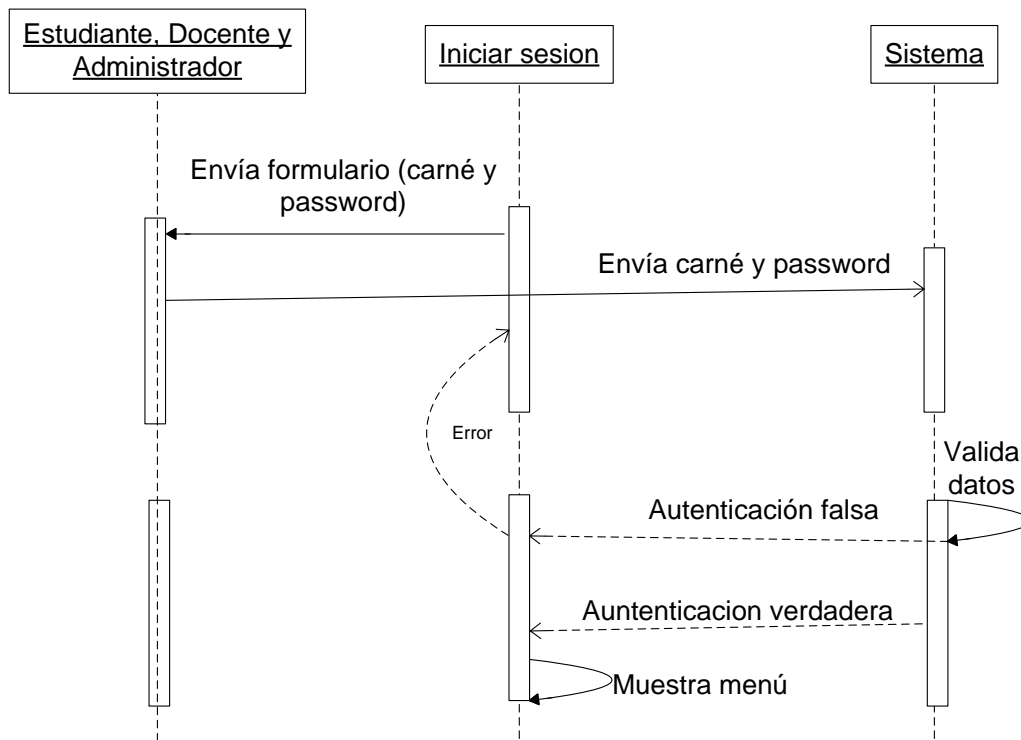 Estudiante, Docente y
Administrador
Iniciar sesion
Sistema
Envía formulario (carné y
password)
Envía carné y password
Error
Valida
datos
Autenticación falsa
Auntenticacion verdadera
Muestra menú